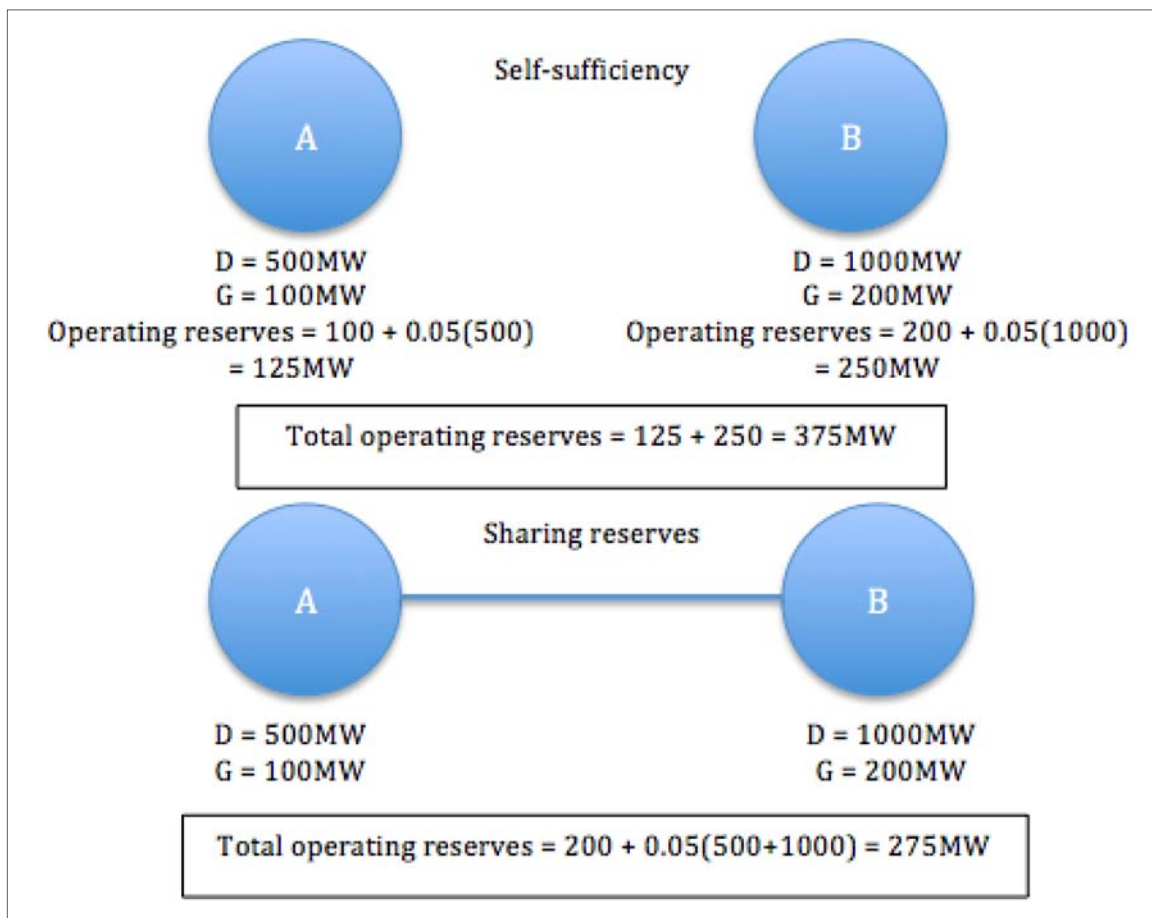 Self-sufficiency
A
B
D = 500MW
G = 100MW
Operating reserves = 100 + 0.05(500)
= 125MW
D = 1000MW
G = 200MW
Operating reserves = 200 + 0.05(1000)
= 250MW
Total operating reserves = 125 + 250 = 375MW
Sharing reserves
A
B
D = 500MW
G = 100MW
D = 1000MW
G = 200MW
Total operating reserves = 200 + 0.05(500+1000) = 275MW